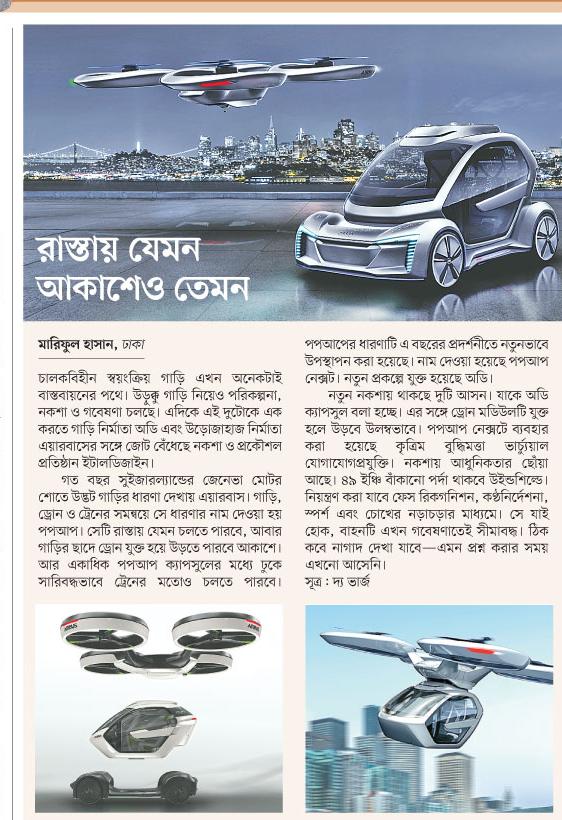 রাস্তায় যেমন
আকাশেও তেমন
মারিফুল হাসান, ঢাকা
চালকবিহীন স্বয়ংক্রিয় গাড়ি এখন অনেকটাই
বাস্তবায়নের পথে। উড়ুক্কু গাড়ি নিয়েও পরিকল্পনা,
নকশা ও গবেষণা চলছে। এদিকে এই দুটোকে এক
করতে গাড়ি নির্মাতা অডি এবং উড়োজাহাজ নির্মাতা
এয়ারবাসের সঙ্গে জোট বেঁধেছে নকশা ও প্রকৌশল
প্রতিষ্ঠান ইটালডিজাইন।
গত বছর সুইজারল্যান্ডের জেনেভা মোটর
শোতে উদ্ভট গাড়ির ধারণা দেখায় এয়ারবাস। গাড়ি,
ড্রোন ও ট্রেনের সমন্বয়ে সে ধারণার নাম দেওয়া হয়
পপআপ। সেটি রাস্তায় যেমন চলতে পারবে, আবার
গাড়ির ছাদে ড্রোন যুক্ত হয়ে উড়তে পারবে আকাশে।
আর একাধিক পপআপ ক্যাপসুলের মধ্যে ঢুকে
সারিবদ্ধভাবে ট্রেনের মতোও চলতে পারবে।
পপআপের ধারণাটি এ বছরের প্রদর্শনীতে নতুনভাবে
উপস্থাপন করা হয়েছে। নাম দেওয়া হয়েছে পপআপ
নেক্সট। নতুন প্রকল্পে যুক্ত হয়েছে অডি।
নতুন নকশায় থাকছে দুটি আসন। যাকে অডি
ক্যাপসুল বলা হচ্ছে। এর সঙ্গে ড্রোন মডিউলটি যুক্ত
হলে উড়বে উলম্বভাবে। পপআপ নেক্সটে ব্যবহার
করা হয়েছে কৃত্রিম বুদ্ধিমত্তা ভার্চ্যুয়াল
যোগাযোগপ্রযুক্তি। নকশায় আধুনিকতার ছোঁয়া
আছে। ৪৯ ইঞ্চি বাঁকানো পর্দা থাকবে উইন্ডশিল্ডে।
নিয়ন্ত্রণ করা যাবে ফেস রিকগনিশন, কণ্ঠনির্দেশনা,
স্পর্শ এবং চোখের নড়াচড়ার মাধ্যমে। সে যাই
হোক, বাহনটি এখন গবেষণাতেই সীমাবদ্ধ। ঠিক
কবে নাগাদ দেখা যাবে—এমন প্রশ্ন করার সময়
এখনো আসেনি।
সূত্র : দ্য ভার্জ
AIRBUS
AIRBUS